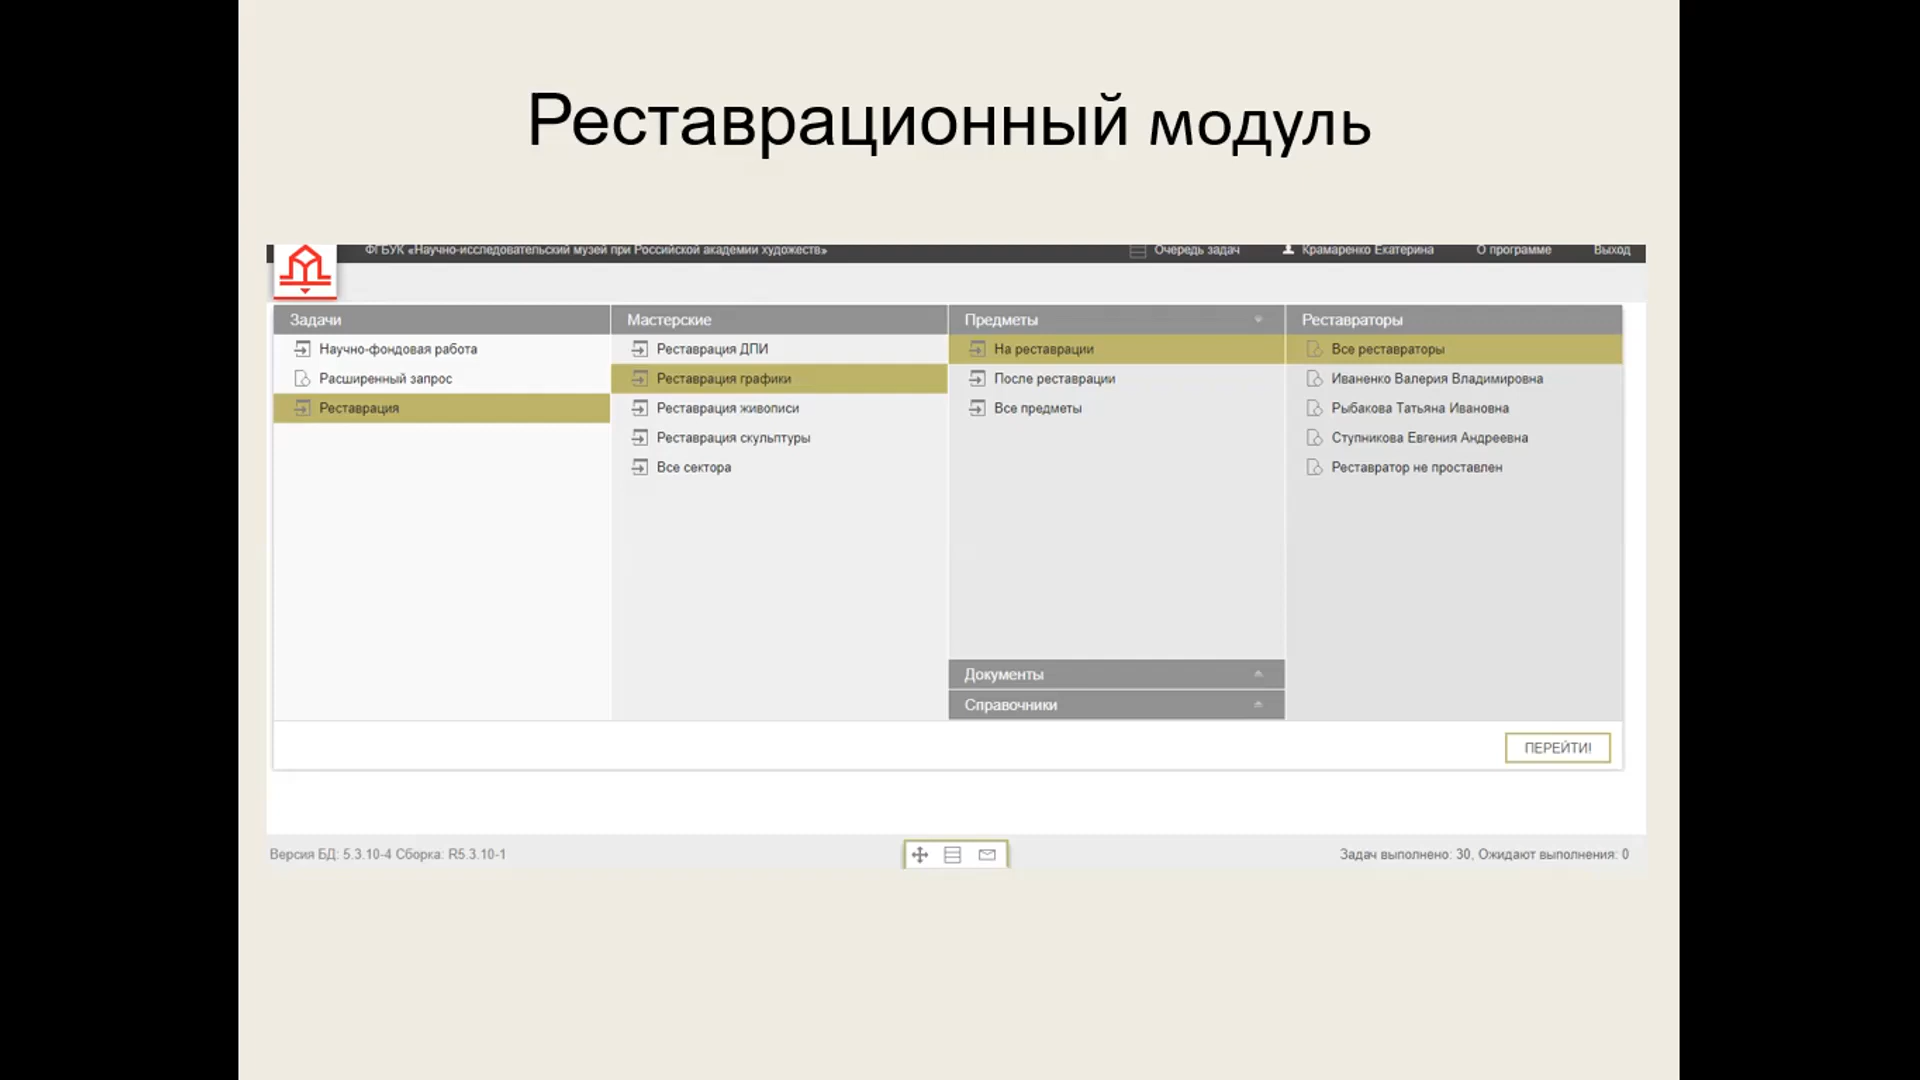 Реставрационный модуль
ФГБУК «Научно-исследовательский музей при Российской академии художеств»
Очередь задач
Крамаренко Екатерина
О программе
Выход
Задачи
Научно-фондовая работа
Расширенный запрос
Реставрация
Мастерские
Реставрация ДПИ
Реставрация графики
Реставрация живописи
Реставрация скульптуры
Все сектора
Предметы
На реставрации
После реставрации
Все предметы
Документы
Справочники
Реставраторы
Все реставраторы
Иваненко Валерия Владимировна
Рыбакова Татьяна Ивановна
Ступникова Евгения Андреевна
Реставратор не проставлен
ПЕРЕЙТИ!
Версия БД: 5.3.10-4 Сборка: R5.3.10-1
Задач выполнено: 30, Ожидают выполнения: 0